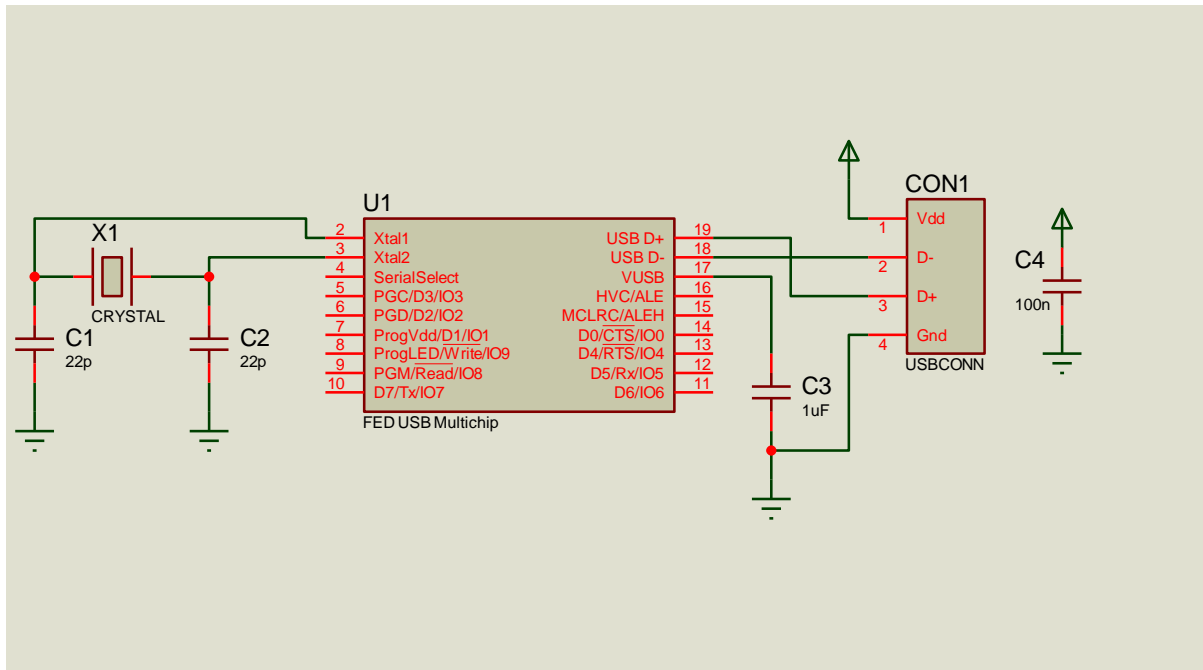 X1
CRYSTAL
C1
22p
C2
22p
U1
2
Xtal1
3
Xtal2
4
SerialSelect
5
PGC/D3/IO3
6
PGD/D2/IO2
7
ProgVdd/D1/IO1
8
ProgLED/Write/IO9
9
PGM/Read/IO8
10
D7/Tx/IO7
USB D+
19
USB D-
18
VUSB
17
HVC/ALE
16
MCLRC/ALEH
15
D0/CTS/IO0
14
D4/RTS/IO4
13
D5/Rx/IO5
12
D6/IO6
11
FED USB Multichip
C3
1uF
CON1
1
Vdd
2
D-
3
D+
4
Gnd
USBCONN
C4
100n